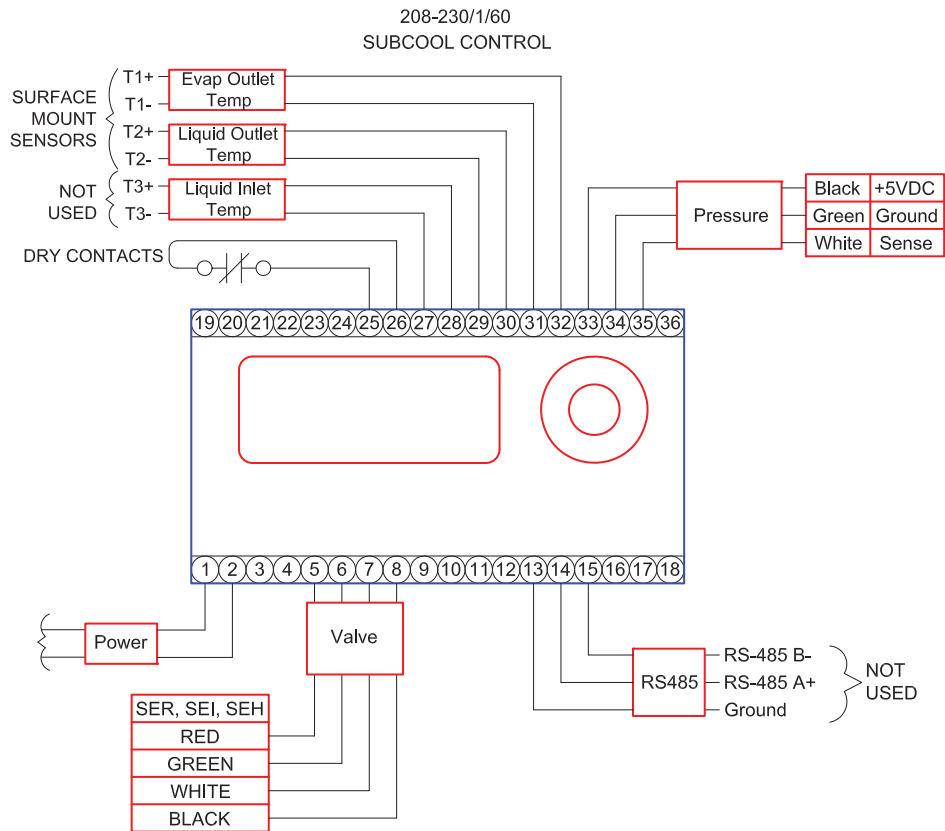 208-230/1/60
SUBCOOL CONTROL
SURFACE
MOUNT
SENSORS
T1+
T1-
T2+
T2-
Evap Outlet
Temp
Liquid Outlet
Temp
NOT
USED
T3+
T3-
Liquid Inlet
Temp
DRY CONTACTS
Pressure
Black +5VDC
Green Ground
White Sense
19 20 21 22 23 24 25 26 27 28 29 30 31 32 33 34 35 36
1 2 3 4 5 6 7 8 9 10 11 12 13 14 15 16 17 18
Power
Valve
SER, SEI, SEH
RED
GREEN
WHITE
BLACK
RS485
RS-485 B-
RS-485 A+
Ground
NOT
USED